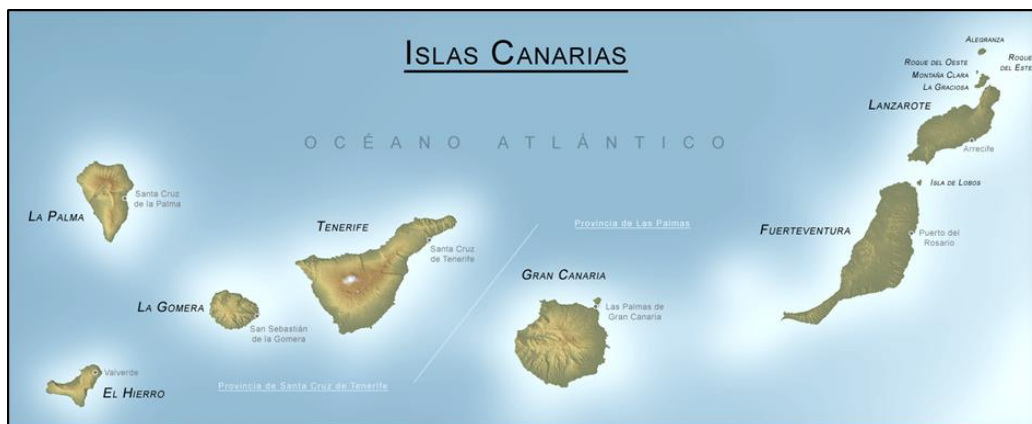 ISLAS CANARIAS
ALEGRANZA
ROQUE DEL OESTE
ROQUE
DEL ESTE
MONTAÑA CLARA
LA GRACIOSA
LANZAROTE
OCÉANO ATLÁNTICO
Arrecife
Santa Cruz
de la Palma
ISLA DE LOBOS
LA PALMA
TENERIFE
Provincia de Las Palmas
FUERTEVENTURA
Puerto del
Rosario
Santa Cruz
de Tenerife
GRAN CANARIA
LA GOMERA
Las Palmas de
Gran Canaria
San Sebastián
de la Gomera
Valverde
Provincia de Santa Cruz de Tenerife
EL HIERRO